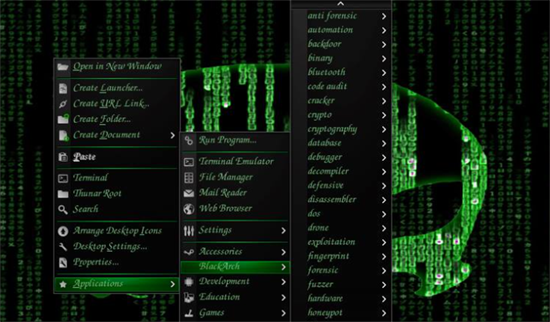 Open in New Window
Create Launcher...
Create URL Link...
Create Folder...
Create Document
Paste
Terminal
Thunar Root
Search
Arrange Desktop Icons
Desktop Settings...
Properties...
Applications
Run Program...
Terminal Emulator
File Manager
Mail Reader
Web Browser
Settings
Accessories
BlackArch
Development
Education
Games
anti forensic
automation
backdoor
binary
bluetooth
code audit
cracker
crypto
cryptography
database
debugger
decompiler
defensive
disassembler
dos
drone
exploitation
fingerprint
forensic
fuzzer
hardware
honeypot